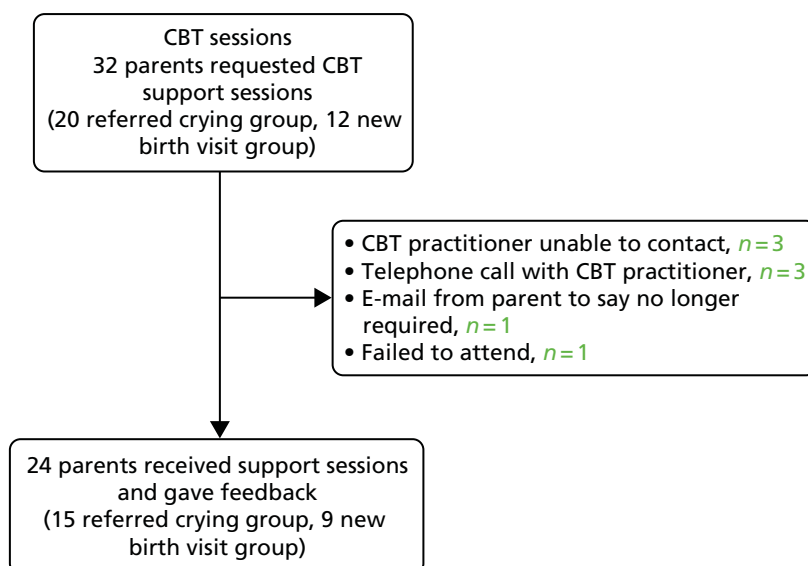 CBT sessions
32 parents requested CBT
support sessions
(20 referred crying group, 12 new
birth visit group)
• CBT practitioner unable to contact, n=3
• Telephone call with CBT practitioner, n=3
• E-mail from parent to say no longer
required, n=1
• Failed to attend, n=1
24 parents received support sessions
and gave feedback
(15 referred crying group, 9 new
birth visit group)